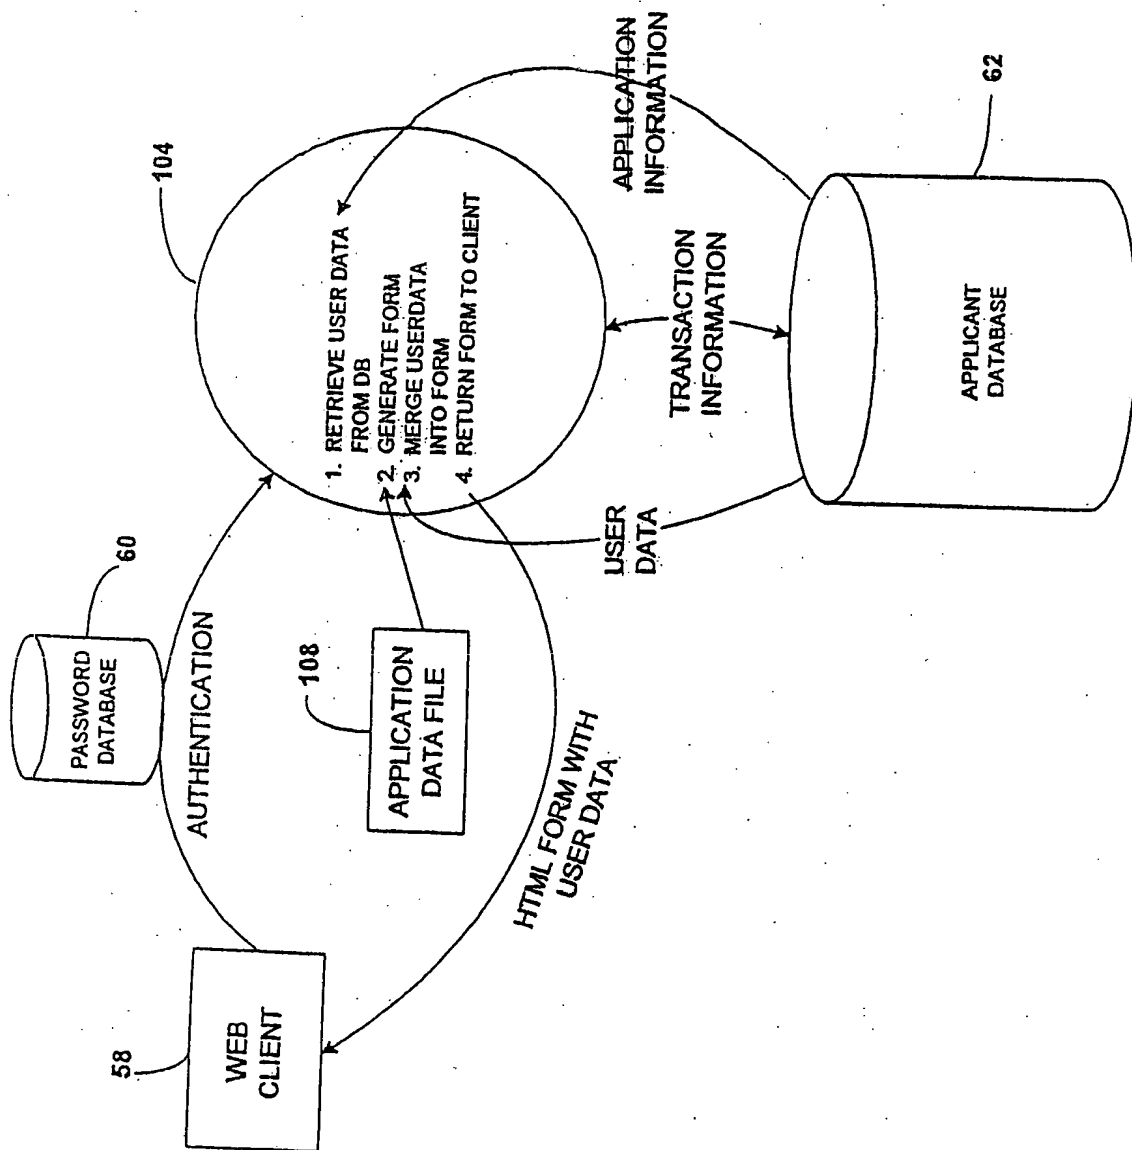 58
WEB
CLIENT
PASSWORD
DATABASE
60
AUTHENTICATION
108
APPLICATION
DATA FILE
HTML FORM WITH
USER DATA
104
1. RETRIEVE USER DATA
FROM DB
2. GENERATE FORM
3. MERGE USERDATA
INTO FORM
4. RETURN FORM TO CLIENT
USER
DATA
TRANSACTION
INFORMATION
APPLICATION
INFORMATION
62
APPLICANT
DATABASE